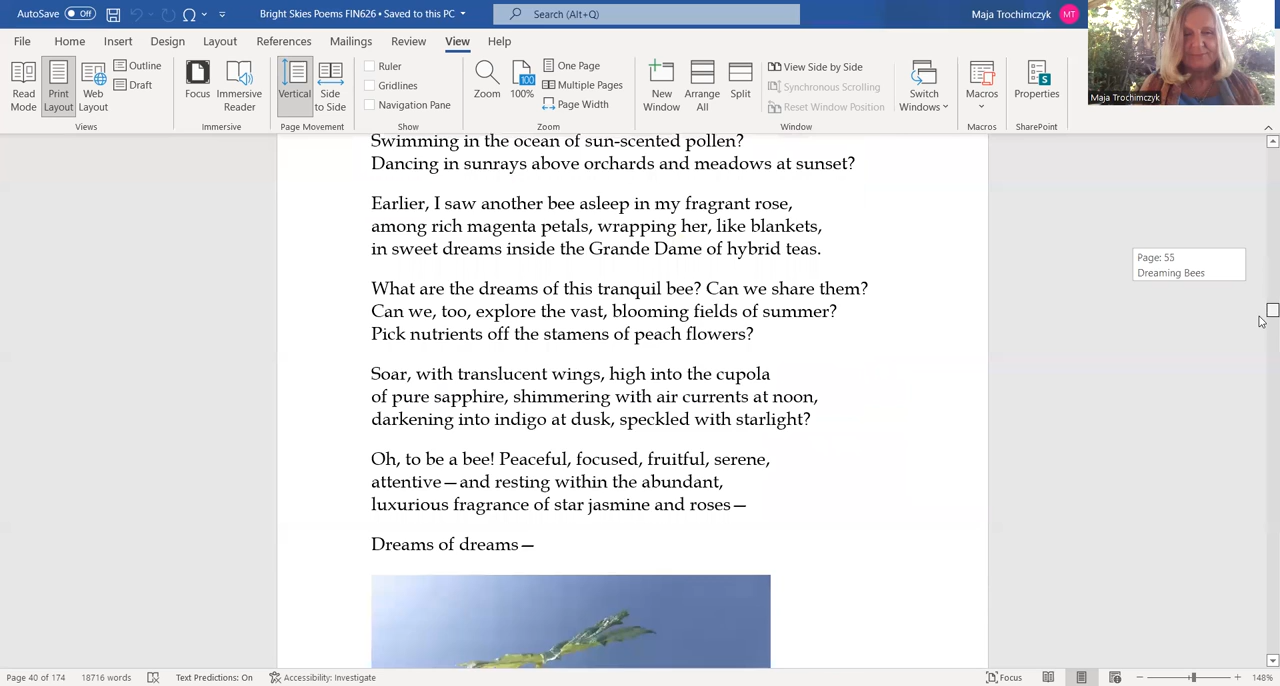 AutoSave Off Bright Skies Poems FIN626 • Saved to this PC Search (Alt+Q) Maja Trochimczyk MT
File Home Insert Design Layout References Mailings Review View Help
Read Mode
Print Layout
Web Layout
Outline
Draft
Views
Focus
Immersive Reader
Immersive
Vertical
Side to Side
Page Movement
Ruler
Gridlines
Navigation Pane
Show
Zoom
100
100%
One Page
Multiple Pages
Page Width
Zoom
New Window
Arrange All
Split
View Side by Side
Synchronous Scrolling
Reset Window Position
Window
Switch Windows
Macros
Macros
Properties
SharePoint
Maja Trochimczyk
Swimming in the ocean of sun-scented pollen?
Dancing in sunrays above orchards and meadows at sunset?
Earlier, I saw another bee asleep in my fragrant rose,
among rich magenta petals, wrapping her, like blankets,
in sweet dreams inside the Grande Dame of hybrid teas.
What are the dreams of this tranquil bee? Can we share them?
Can we, too, explore the vast, blooming fields of summer?
Pick nutrients off the stamens of peach flowers?
Soar, with translucent wings, high into the cupola
of pure sapphire, shimmering with air currents at noon,
darkening into indigo at dusk, speckled with starlight?
Oh, to be a bee! Peaceful, focused, fruitful, serene,
attentive—and resting within the abundant,
luxurious fragrance of star jasmine and roses—
Dreams of dreams—
Page: 55
Dreaming Bees
Page 40 of 174 18716 words Text Predictions: On Accessibility: Investigate Focus 148%